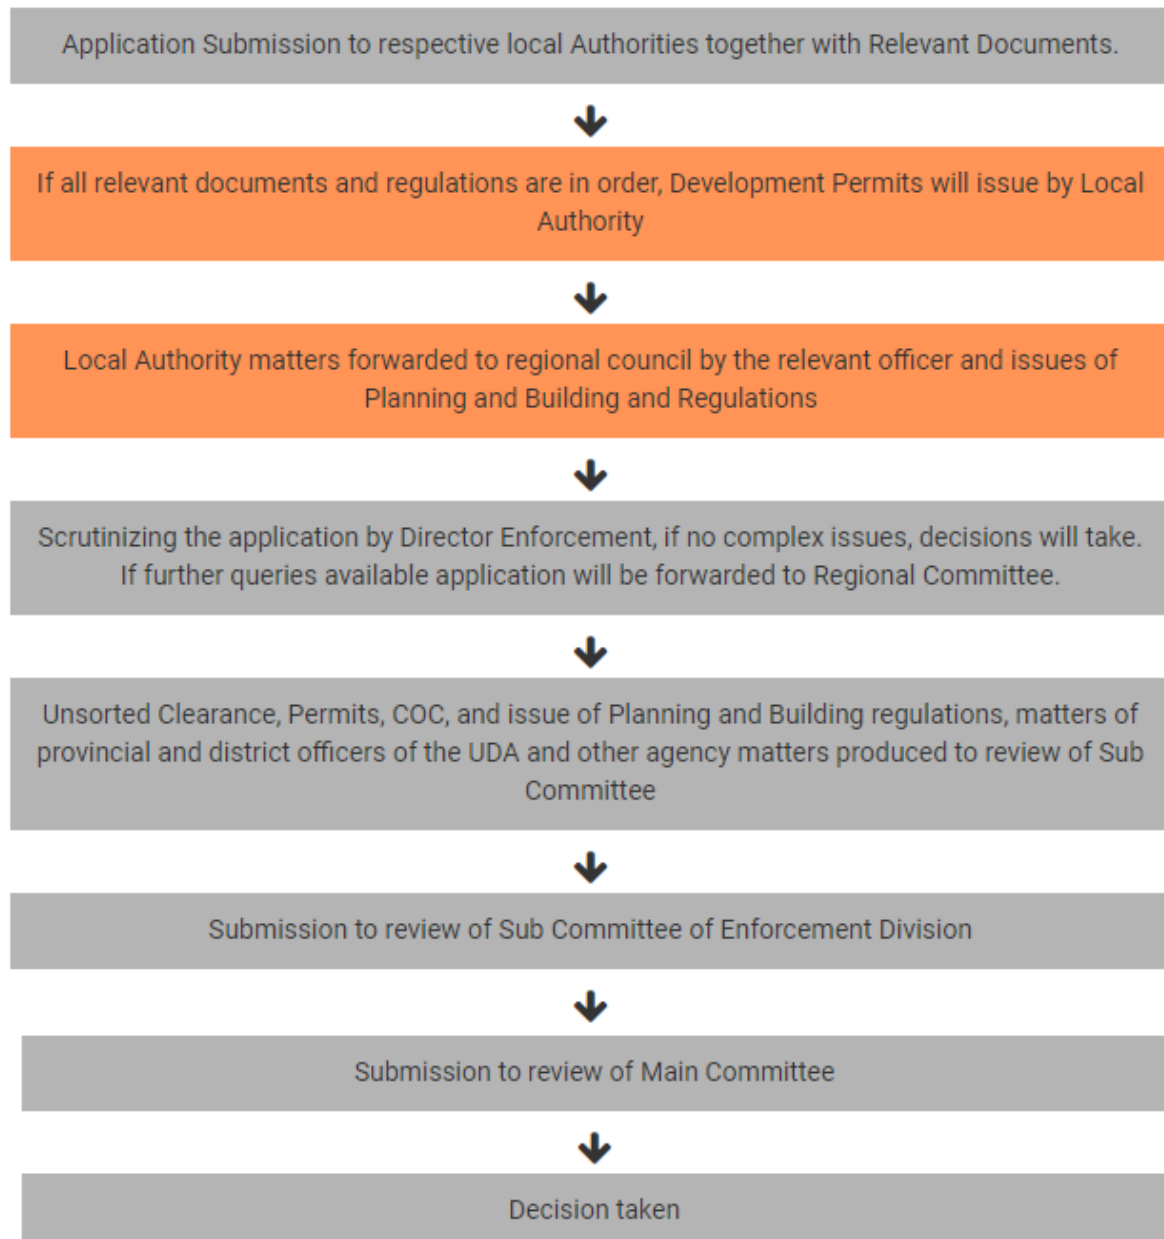 Application Submission to respective local Authorities together with Relevant Documents.
If all relevant documents and regulations are in order, Development Permits will issue by Local
Authority
Local Authority matters forwarded to regional council by the relevant officer and issues of
Planning and Building and Regulations
Scrutinizing the application by Director Enforcement, if no complex issues, decisions will take.
If further queries available application will be forwarded to Regional Committee.
Unsorted Clearance, Permits, COC, and issue of Planning and Building regulations, matters of
provincial and district officers of the UDA and other agency matters produced to review of Sub
Committee
Submission to review of Sub Committee of Enforcement Division
Submission to review of Main Committee
Decision taken